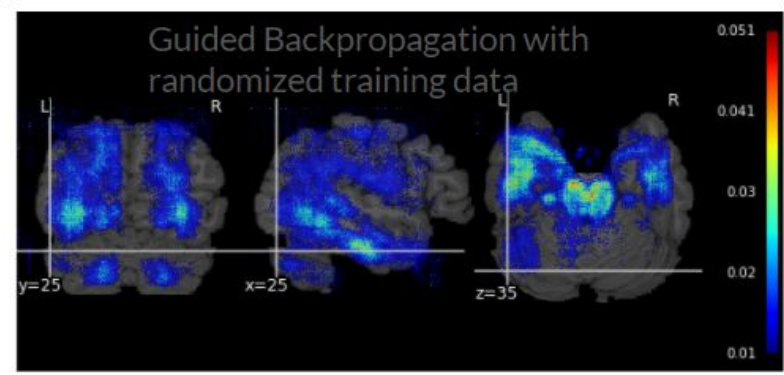 Guided Backpropagation with
randomized training data
L
R
L
R
y=25
x=25
z=35
0.051
0.041
0.03
0.02
0.01